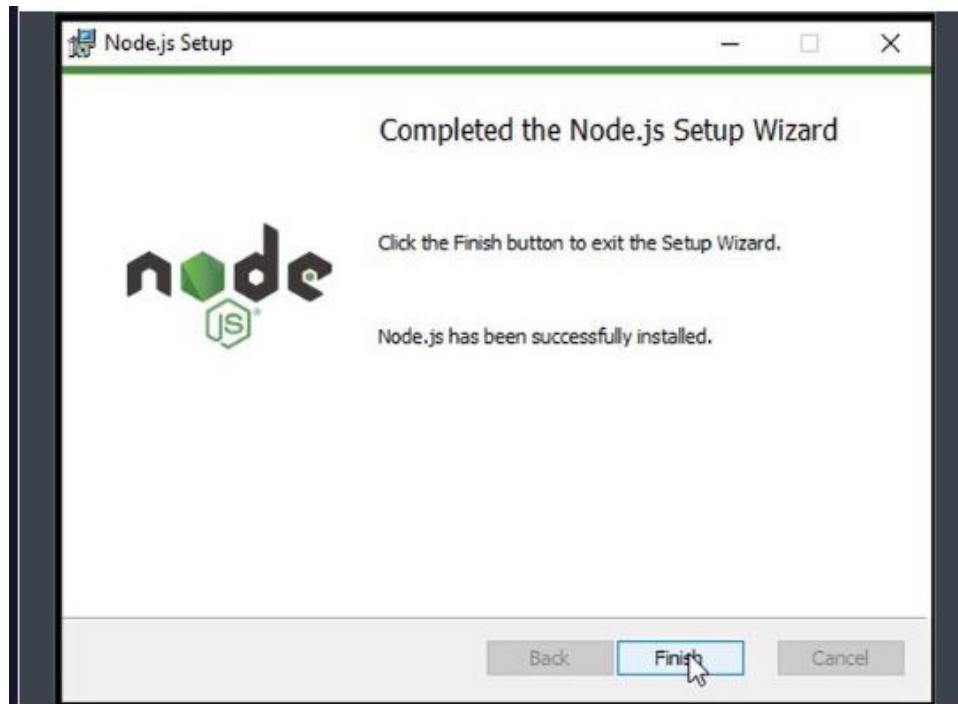 Node.js Setup
Completed the Node.js Setup Wizard
Click the Finish button to exit the Setup Wizard.
node
JS
Node.js has been successfully installed.
Back Finish Cancel